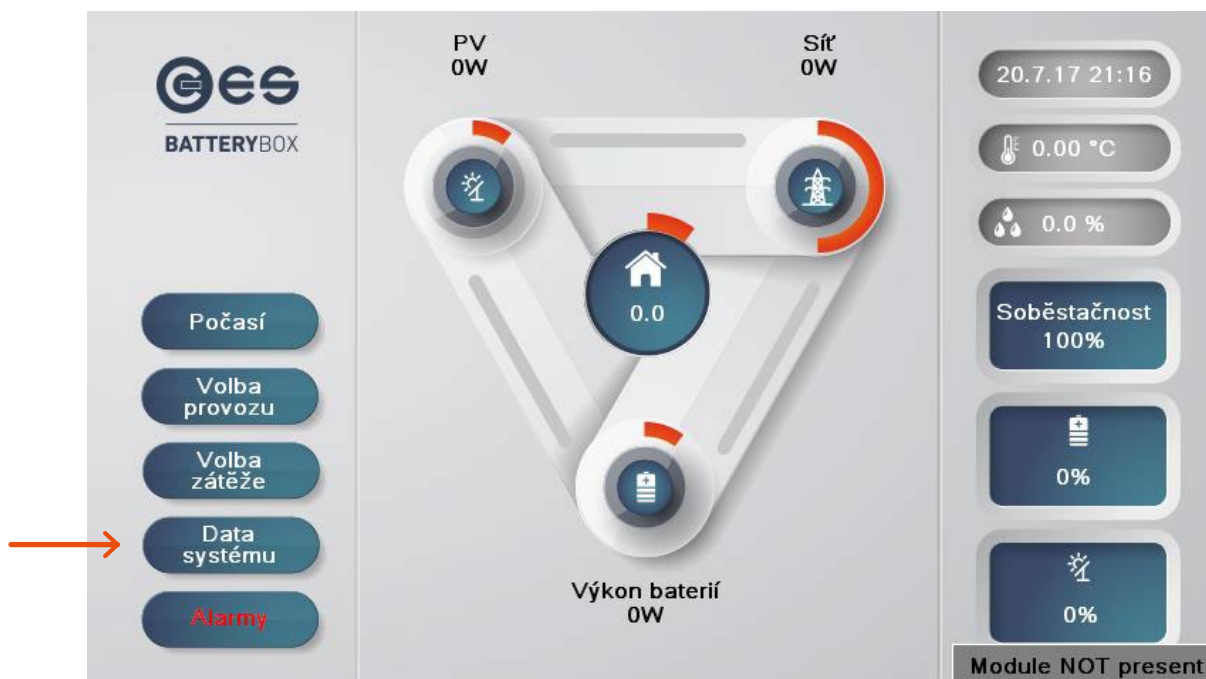 GES
BATTERYBOX
Počasí
Volba
provozu
Volba
zátěže
Data
systému
Alarmy
PV
0W
Síť
0W
0.0
Výkon baterií
0W
20.7.17 21:16
0.00 °C
0.0 %
Soběstačnost
100%
0%
0%
Module NOT present